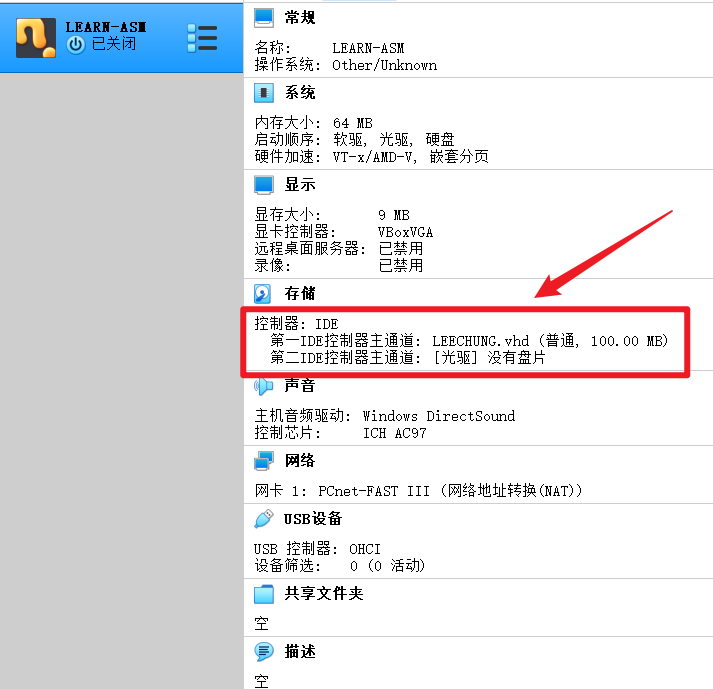 LEARN-ASM
已关闭
常规
名称: LEARN-ASM
操作系统: Other/Unknown
系统
内存大小: 64 MB
启动顺序: 软驱, 光驱, 硬盘
硬件加速: VT-x/AMD-V, 嵌套分页
显示
显存大小: 9 MB
显卡控制器: VBoxVGA
远程桌面服务器: 已禁用
录像: 已禁用
存储
控制器: IDE
第一IDE控制器主通道: LEECHUNG.vhd (普通, 100.00 MB)
第二IDE控制器主通道: [光驱] 没有盘片
声音
主机音频驱动: Windows DirectSound
控制芯片: ICH AC97
网络
网卡 1: PCnet-FAST III (网络地址转换(NAT))
USB设备
USB 控制器: OHCI
设备筛选: 0 (0 活动)
共享文件夹
空
描述
空